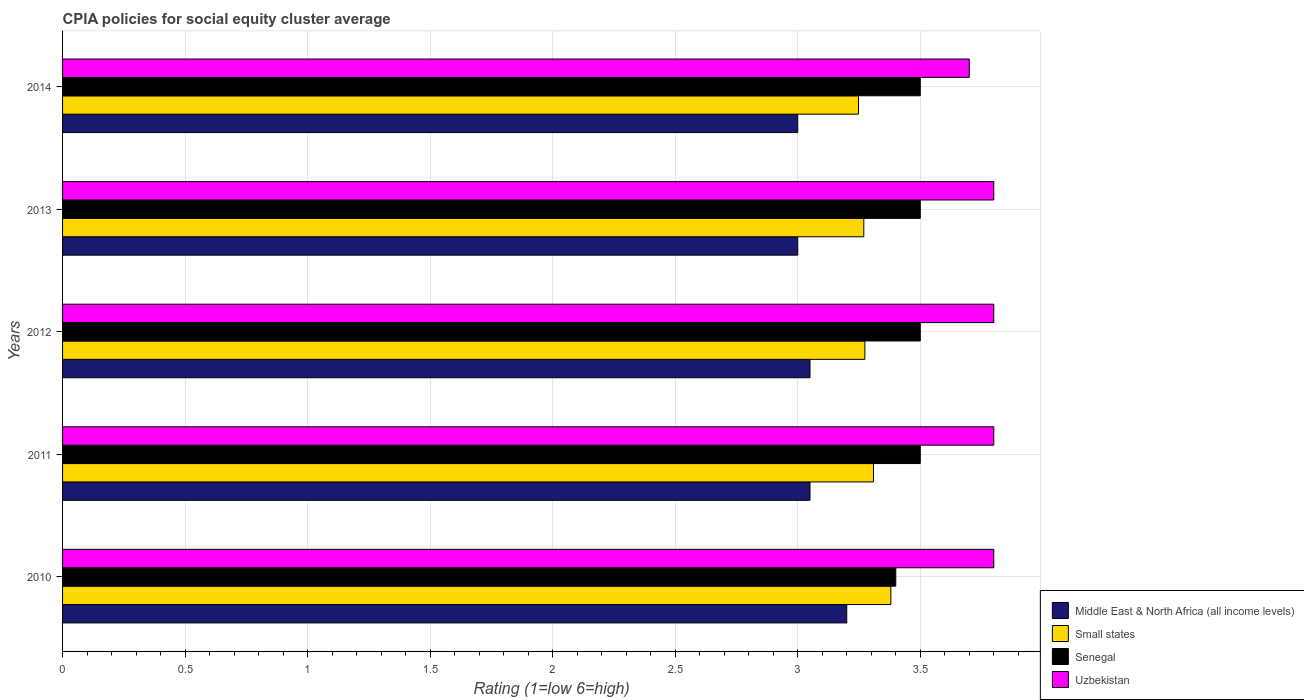 CPIA policies for social equity cluster average
2014
2013
2012
2011
2010
Years
0
0.5
1
1.5
2
2.5
3
3.5
Rating (1=low 6=high)
Middle East & North Africa (all income levels)
Small states
Senegal
Uzbekistan